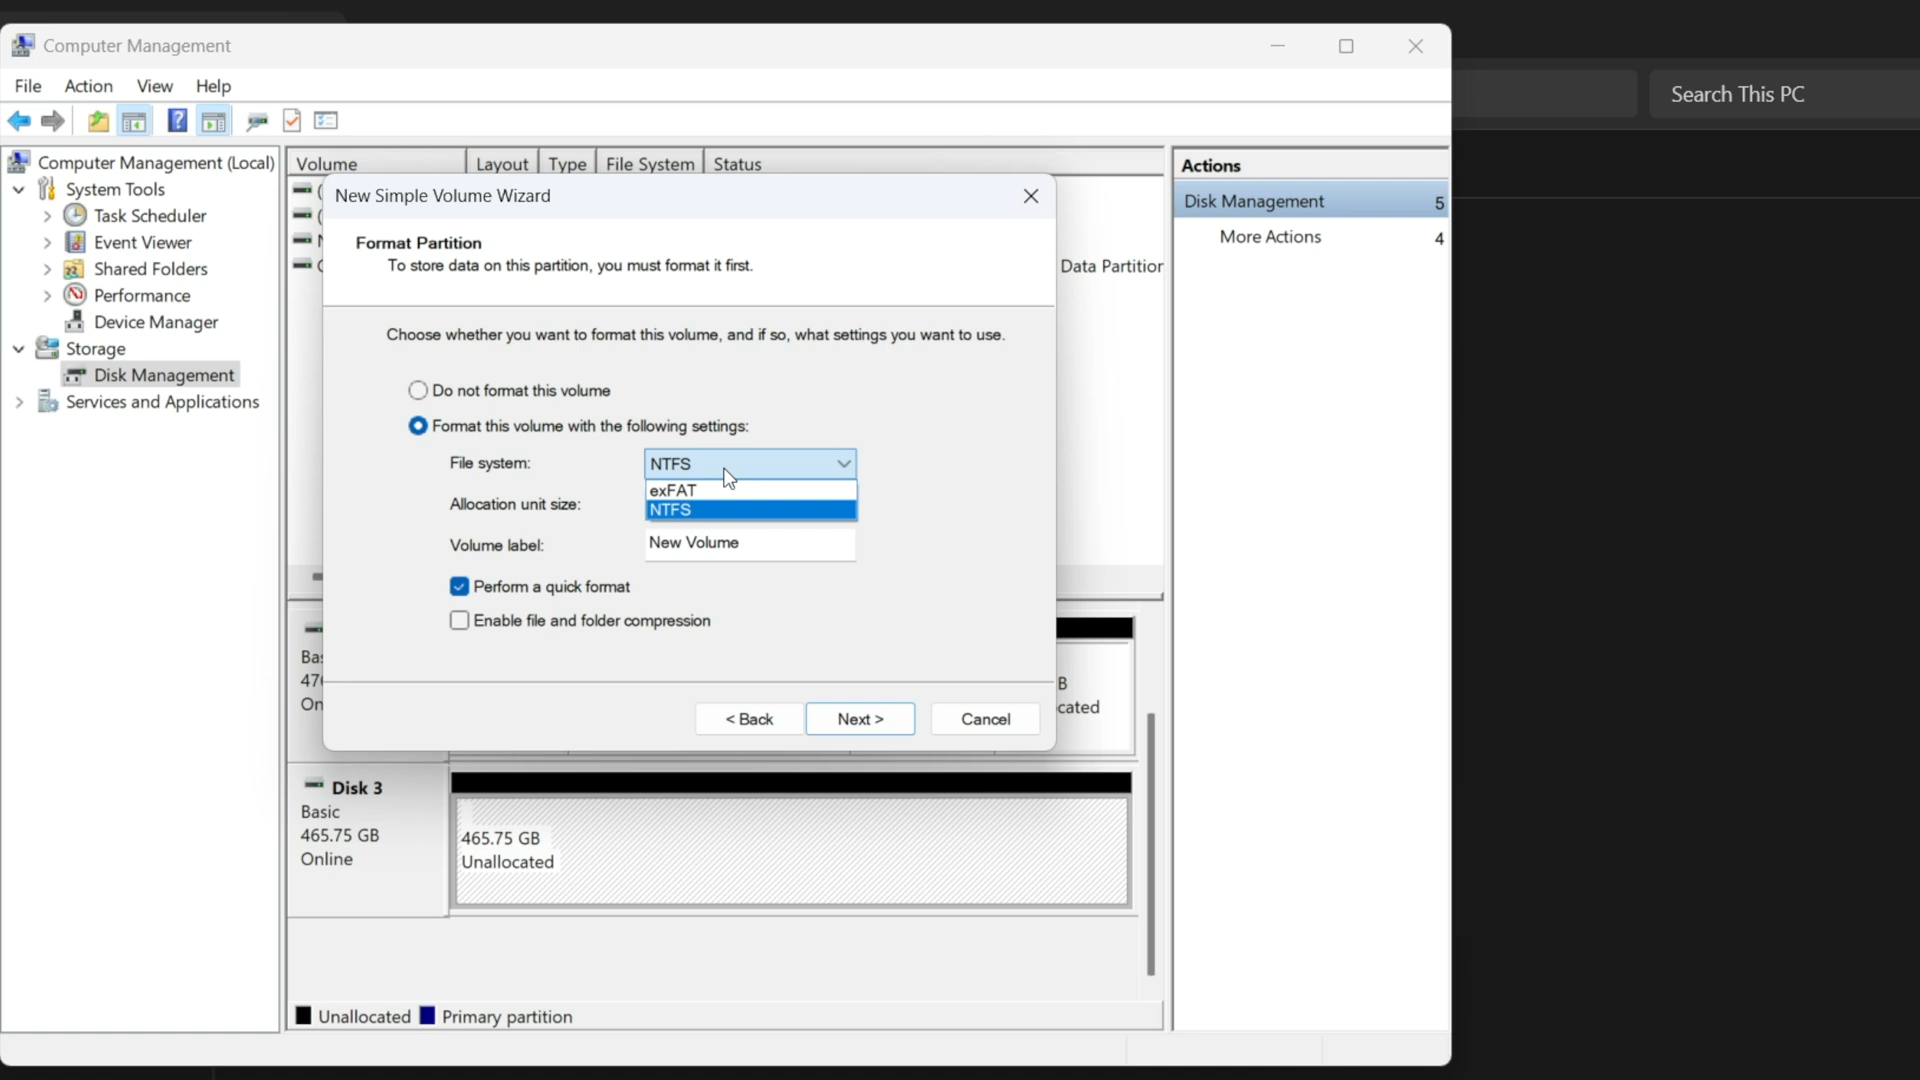 Computer Management
File Action View Help
Search This PC
Computer Management (Local)
System Tools
Task Scheduler
Event Viewer
Shared Folders
Performance
Device Manager
Storage
Disk Management
Services and Applications
Volume Layout Type File System Status
Data Partition
New Simple Volume Wizard
Format Partition
To store data on this partition, you must format it first.
Choose whether you want to format this volume, and if so, what settings you want to use.
Do not format this volume
Format this volume with the following settings:
File system: NTFS
exFAT
NTFS
Allocation unit size:
Volume label: New Volume
Perform a quick format
Enable file and folder compression
< Back Next > Cancel
Disk 3
Basic
465.75 GB
Online
465.75 GB
Unallocated
Unallocated Primary partition
Actions
Disk Management 5
More Actions 4